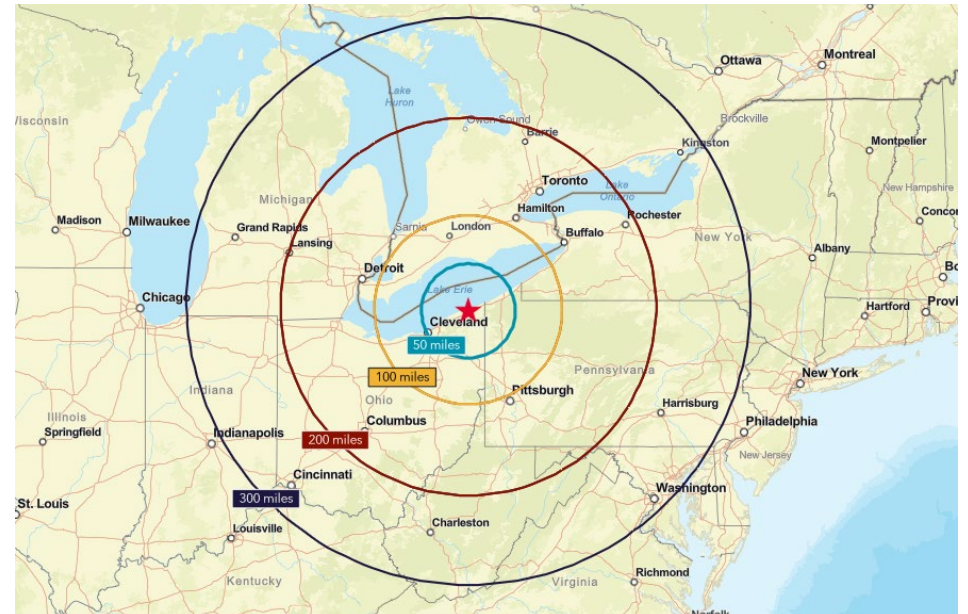 Ottawa
Montreal
Lake
Huron
Wisconsin
Owen Sound
Barrie
Brockville
Kingston
Montpelier
Toronto
Lake
Ontario
New Hampshire
Michigan
Madison
Milwaukee
Grand Rapids
Lansing
Sarnia
London
Hamilton
Rochester
Buffalo
New York
Albany
Concor
Detroit
Lake Erie
Bo
Chicago
Cleveland
Hartford
Provi
50 miles
100 miles
Pennsylvania
New York
Indiana
Ohio
Pittsburgh
Harrisburg
Illinois
Springfield
Indianapolis
Columbus
200 miles
Philadelphia
New Jersey
Cincinnati
300 miles
Washington
St. Louis
Louisville
Charleston
Kentucky
Virginia
Richmond
Norfolk